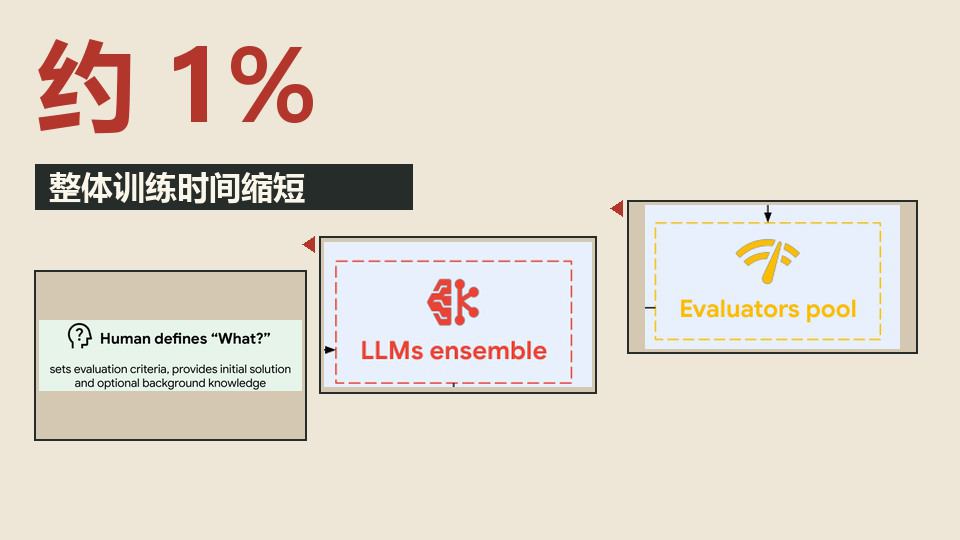 约 1%
整体训练时间缩短
Human defines “What?”
sets evaluation criteria, provides initial solution
and optional background knowledge
LLMs ensemble
Evaluators pool